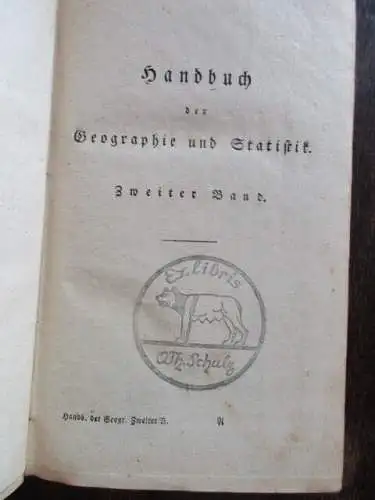 Handbuch
der
Geographie und Statistik.
Zweiter Band.
Ex libris
O.Th. Schulz
Handb. der Geogr. Zweiter B. A